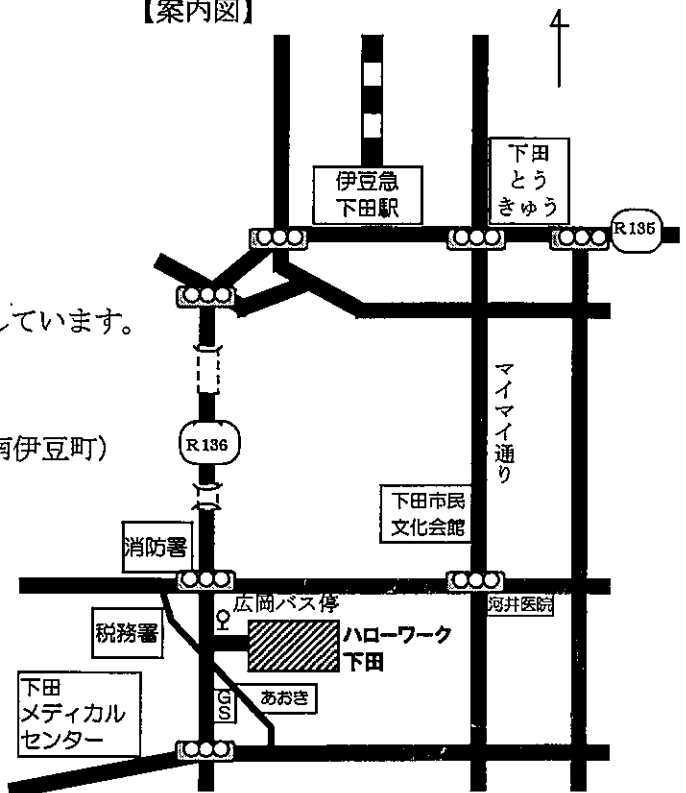 【案内図】
4
下田
とう
きゅう
伊豆急
下田駅
R135
しています。
マイマイ通り
南伊豆町)
R136
下田市民
文化会館
消防署
広岡バス停
河井医院
税務署
ハローワーク
下田
下田
メディカル
センター
GS
あおき